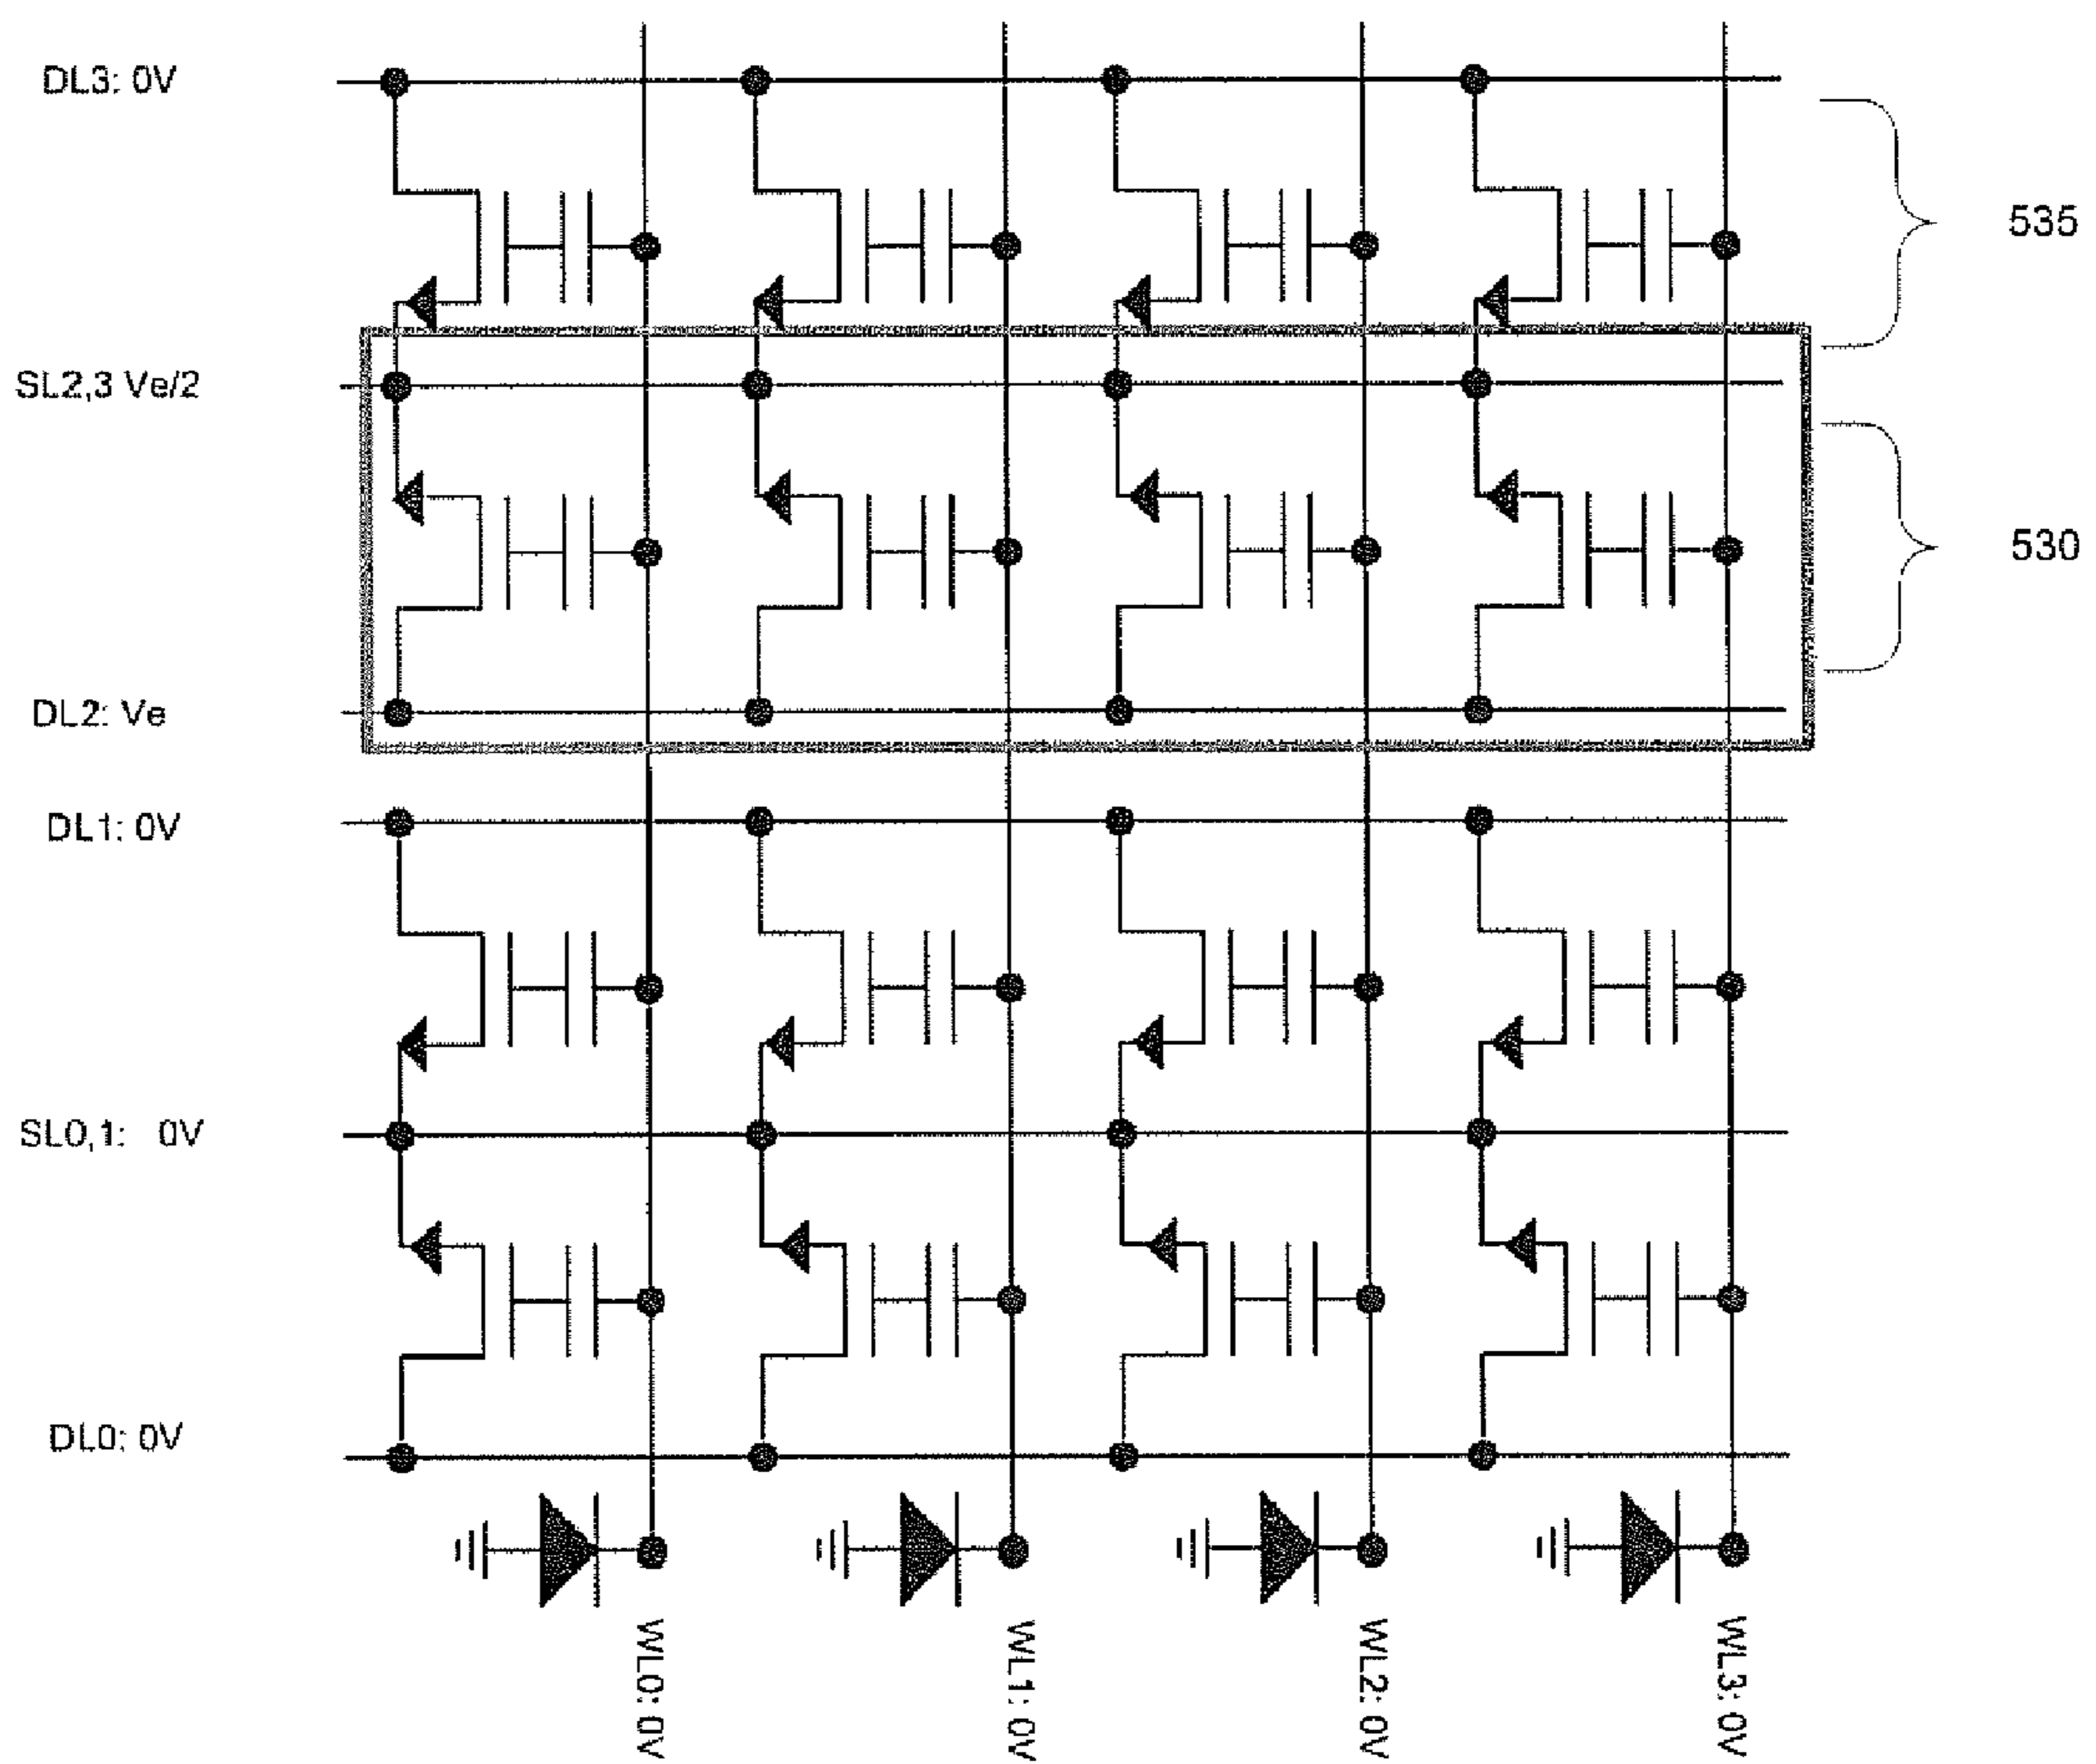 DL3: 0V
535
SL2,3 Ve/2
530
DL2: Ve
DL1: 0V
SL0,1: 0V
DL0: 0V
WL0: 0V
WL1: 0V
WL2: 0V
WL3: 0V